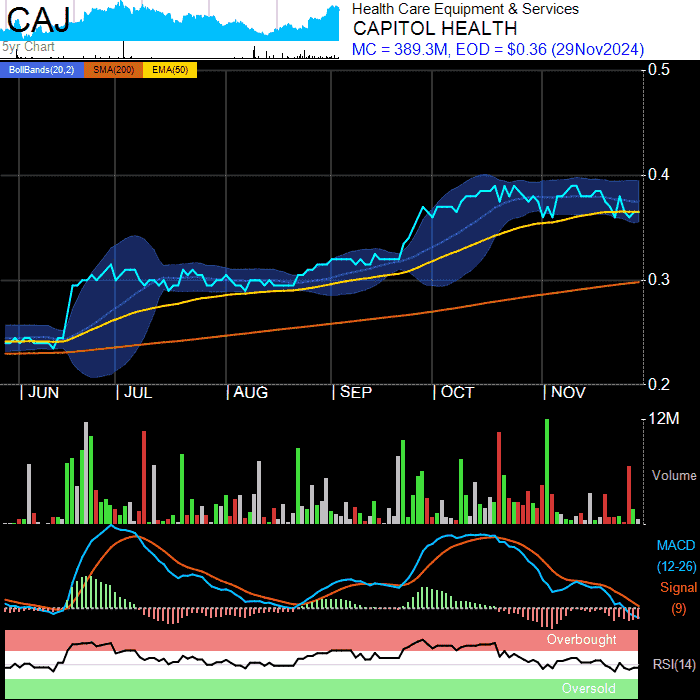 CAJ
5yr Chart
Health Care Equipment & Services
CAPITOL HEALTH
MC = 389.3M, EOD = $0.36 (29Nov2024)
BollBands(20,2) SMA(200) EMA(50)
0.5
0.4
0.3
0.2
JUN JUL AUG SEP OCT NOV
12M
Volume
MACD
(12-26)
Signal
(9)
Overbought
RSI(14)
Oversold